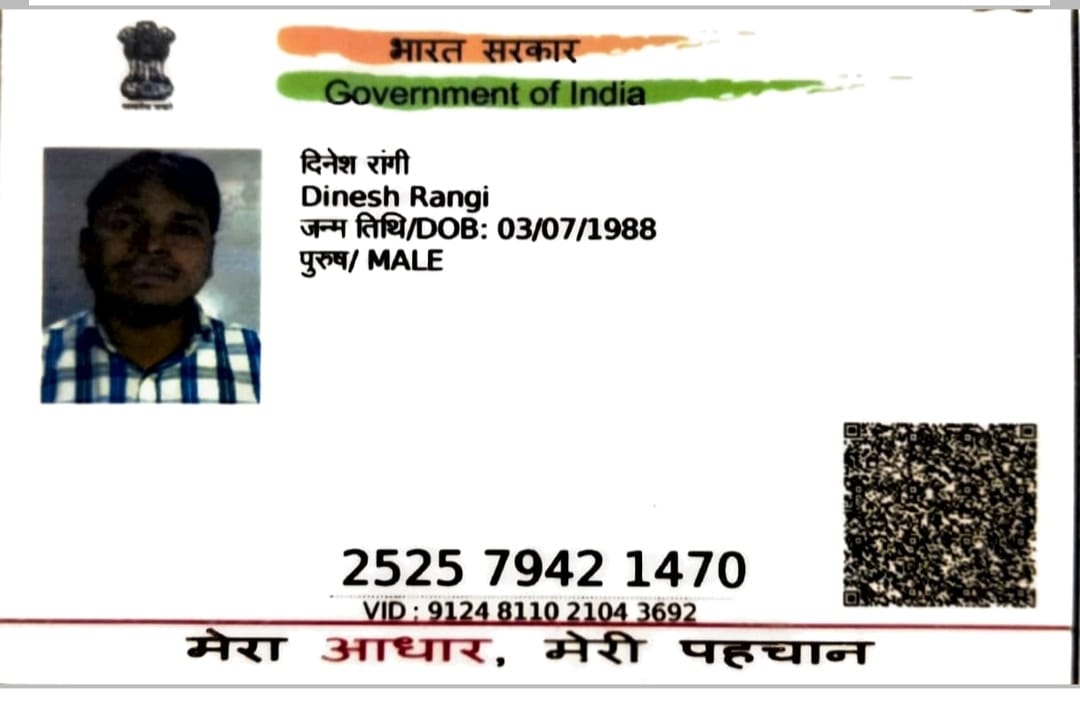 भारत सरकार
Government of India
दिनेश रांगी
Dinesh Rangi
जन्म तिथि/DOB: 03/07/1988
पुरुष/ MALE
2525 7942 1470
VID : 9124 8110 2104 3692
मेरा आधार, मेरी पहचान